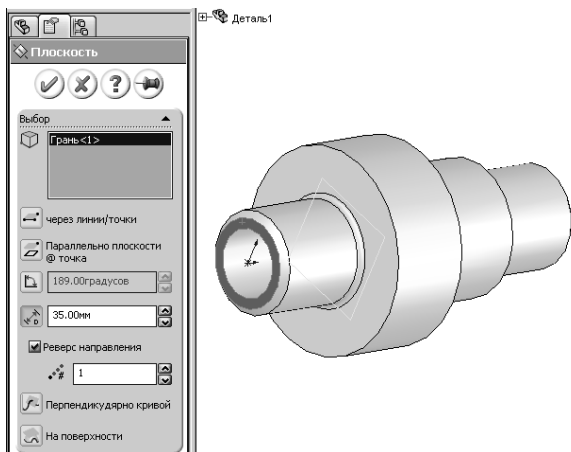 Деталь1
Плоскость
Выбор
Грань<1>
через линии/точки
Параллельно плоскости
@ точка
189.00градусов
D
35.00мм
Реверс направления
# 1
Перпендикулярно кривой
На поверхности